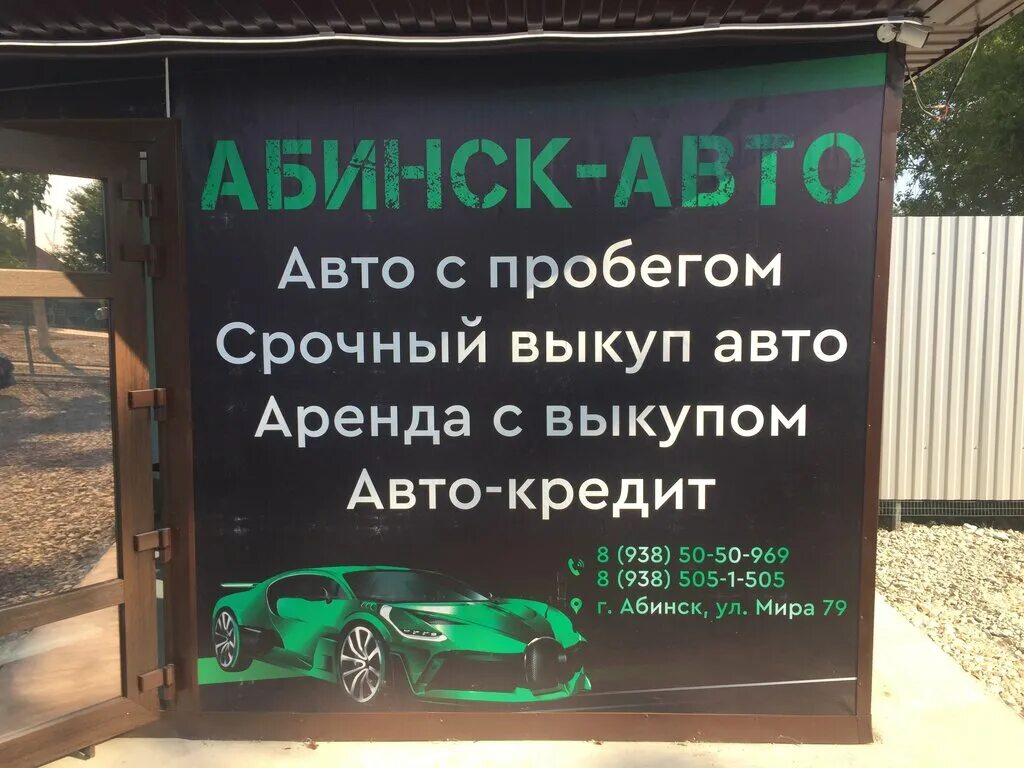 АБИНСК-АВТО
Авто с пробегом
Срочный выкуп авто
Аренда с выкупом
Авто-кредит
8 (938) 50-50-969
8 (938) 505-1-505
г. Абинск, ул. Мира 79